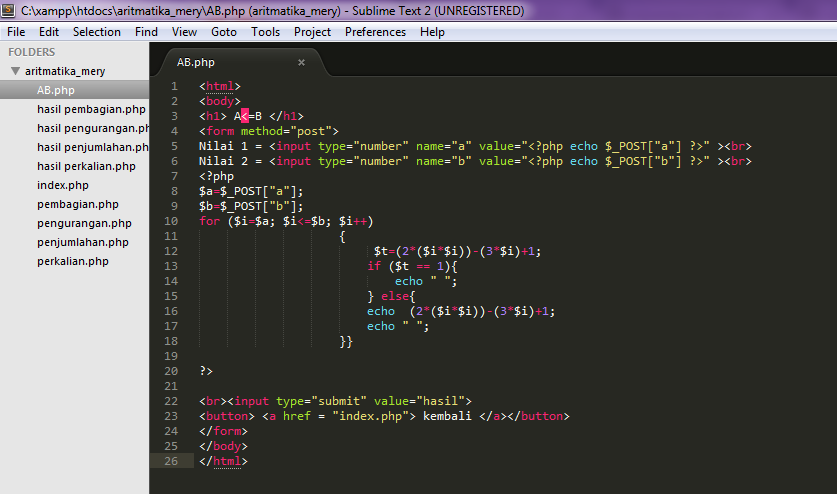 C:\xampp\htdocs\aritmatika_mery\AB.php (aritmatika_mery) - Sublime Text 2 (UNREGISTERED)
File Edit Selection Find View Goto Tools Project Preferences Help
FOLDERS
aritmatika_mery
AB.php
hasil pembagian.php
hasil pengurangan.ph
hasil penjumlahan.ph
hasil perkalian.php
index.php
pembagian.php
pengurangan.php
penjumlahan.php
perkalian.php
AB.php ×
1 <html>
2 <body>
3 <h1> A<=B </h1>
4 <form method="post">
5 Nilai 1 = <input type="number" name="a" value="<?php echo $_POST["a"] ?>" ><br>
6 Nilai 2 = <input type="number" name="b" value="<?php echo $_POST["b"] ?>" ><br>
7 <?php
8 $a=$_POST["a"];
9 $b=$_POST["b"];
10 for ($i=$a; $i<=$b; $i++)
11 {
12 $t=(2*($i*$i))-(3*$i)+1;
13 if ($t == 1){
14 echo " ";
15 } else{
16 echo  (2*($i*$i))-(3*$i)+1;
17 echo " ";
18 }}
19
20 ?>
21
22 <br><input type="submit" value="hasil">
23 <button> <a href = "index.php"> kembali </a></button>
24 </form>
25 </body>
26 </html>